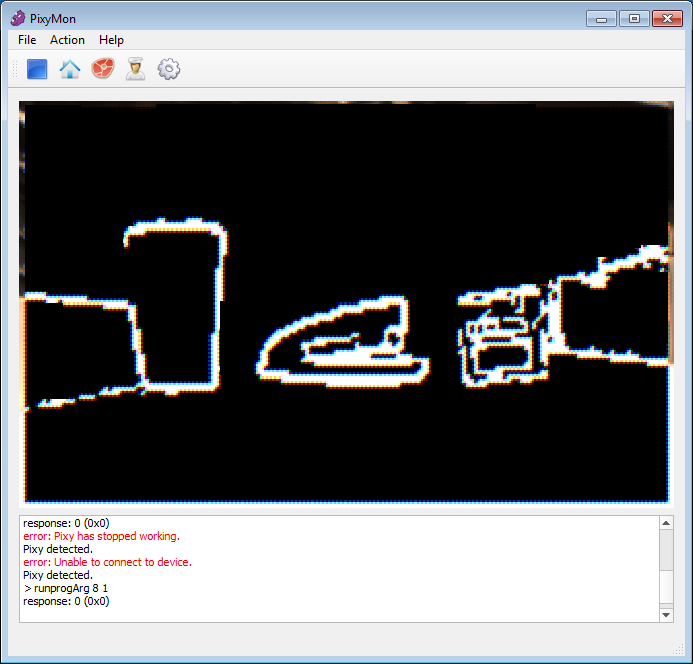 PixyMon
File Action Help
response: 0 (0x0)
error: Pixy has stopped working.
Pixy detected.
error: Unable to connect to device.
Pixy detected.
> runprogArg 8 1
response: 0 (0x0)